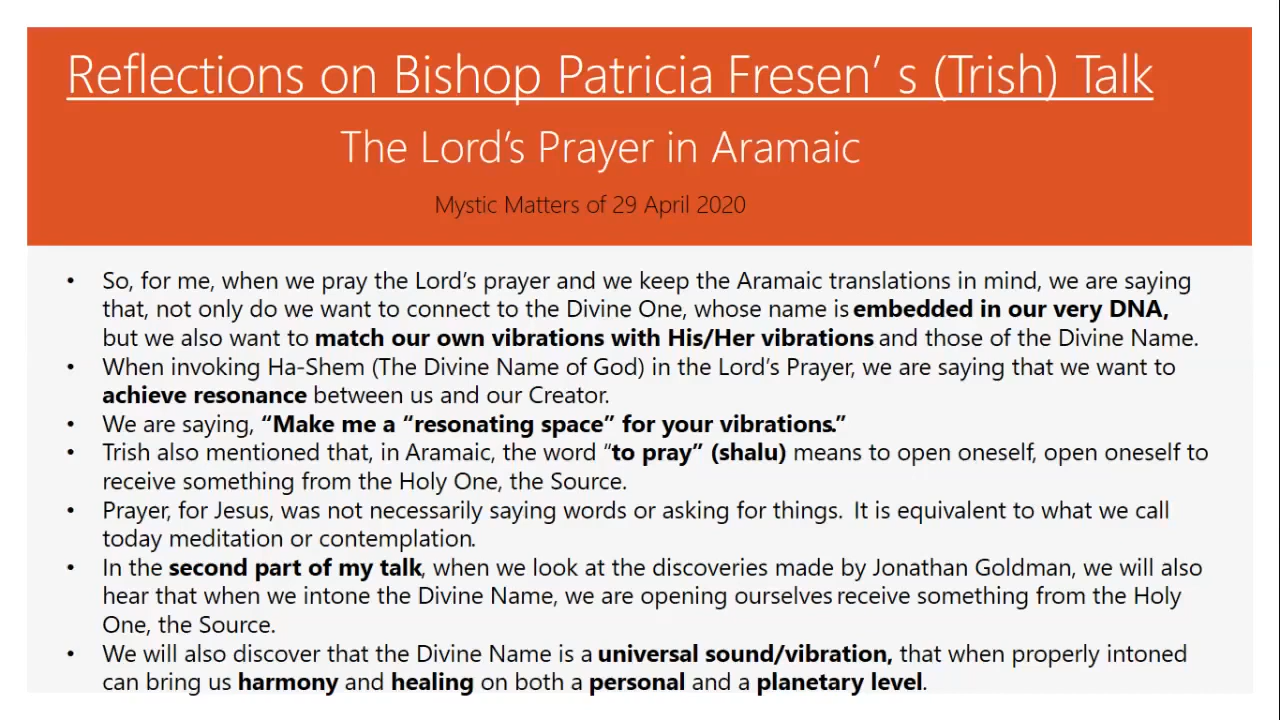 Reflections on Bishop Patricia Fresen’ s (Trish) Talk
The Lord’s Prayer in Aramaic
Mystic Matters of 29 April 2020
• So, for me, when we pray the Lord’s prayer and we keep the Aramaic translations in mind, we are saying
that, not only do we want to connect to the Divine One, whose name is embedded in our very DNA,
but we also want to match our own vibrations with His/Her vibrations and those of the Divine Name.
• When invoking Ha-Shem (The Divine Name of God) in the Lord’s Prayer, we are saying that we want to
achieve resonance between us and our Creator.
• We are saying, “Make me a “resonating space” for your vibrations.”
• Trish also mentioned that, in Aramaic, the word “to pray” (shalu) means to open oneself, open oneself to
receive something from the Holy One, the Source.
• Prayer, for Jesus, was not necessarily saying words or asking for things. It is equivalent to what we call
today meditation or contemplation.
• In the second part of my talk, when we look at the discoveries made by Jonathan Goldman, we will also
hear that when we intone the Divine Name, we are opening ourselves receive something from the Holy
One, the Source.
• We will also discover that the Divine Name is a universal sound/vibration, that when properly intoned
can bring us harmony and healing on both a personal and a planetary level.